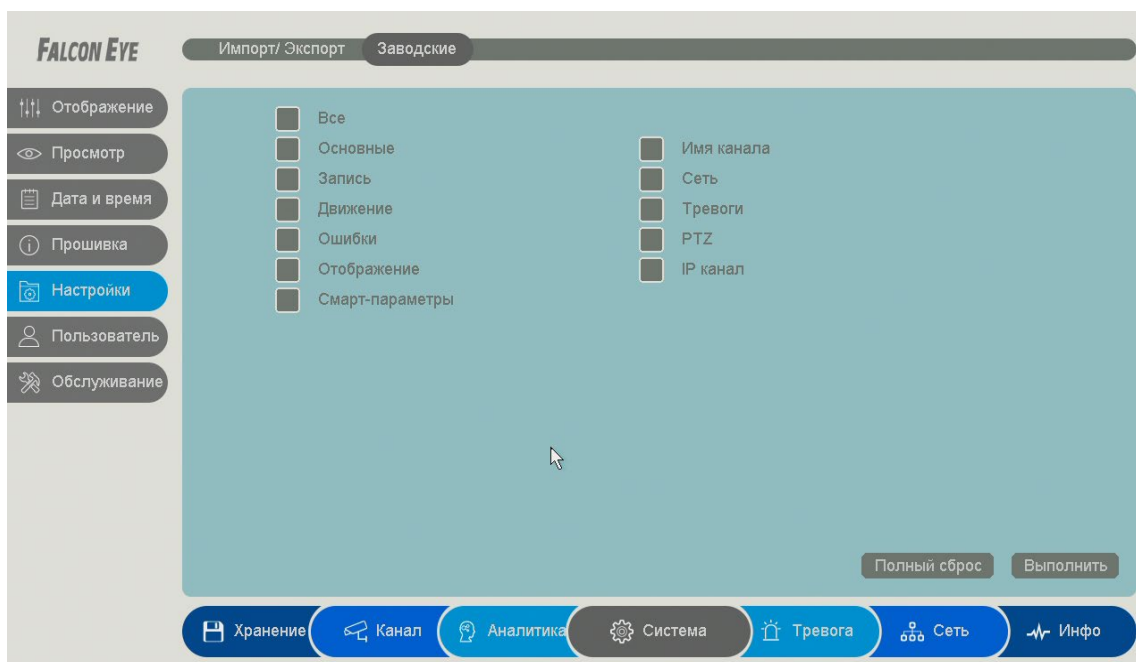 FALCON EYE
Импорт/ Экспорт Заводские
Отображение
Просмотр
Дата и время
Прошивка
Настройки
Пользователь
Обслуживание
Все
Основные Имя канала
Запись Сеть
Движение Тревоги
Ошибки PTZ
Отображение IP канал
Смарт-параметры
Полный сброс Выполнить
Хранение Канал Аналитика Система Тревога Сеть Инфо